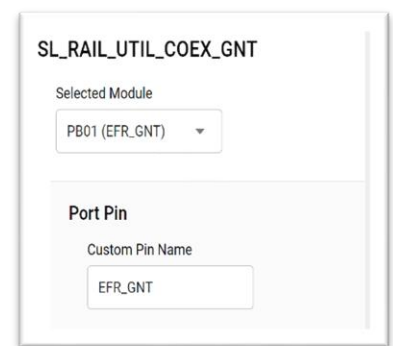 SL_RAIL_UTIL_COEX_GNT
Selected Module
PB01 (EFR_GNT)
Port Pin
Custom Pin Name
EFR_GNT